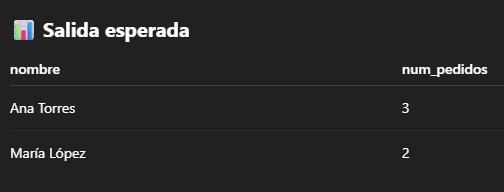 📊 Salida esperada
nombre num_pedidos
Ana Torres 3
María López 2